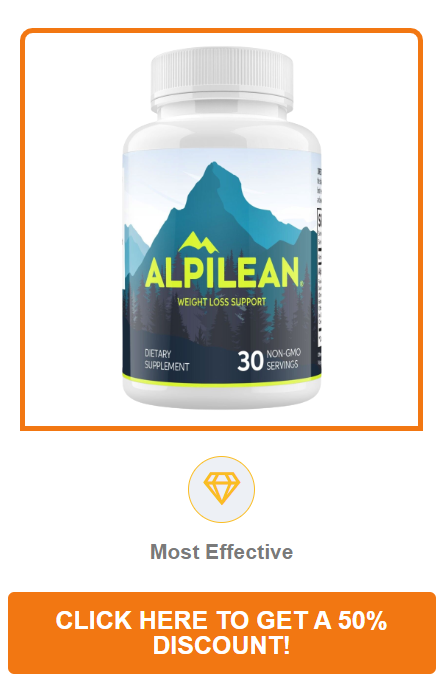 ALPILEAN
WEIGHT LOSS SUPPORT
DIETARY
SUPPLEMENT
30 NON-GMO
SERVINGS
Most Effective
CLICK HERE TO GET A 50%
DISCOUNT!